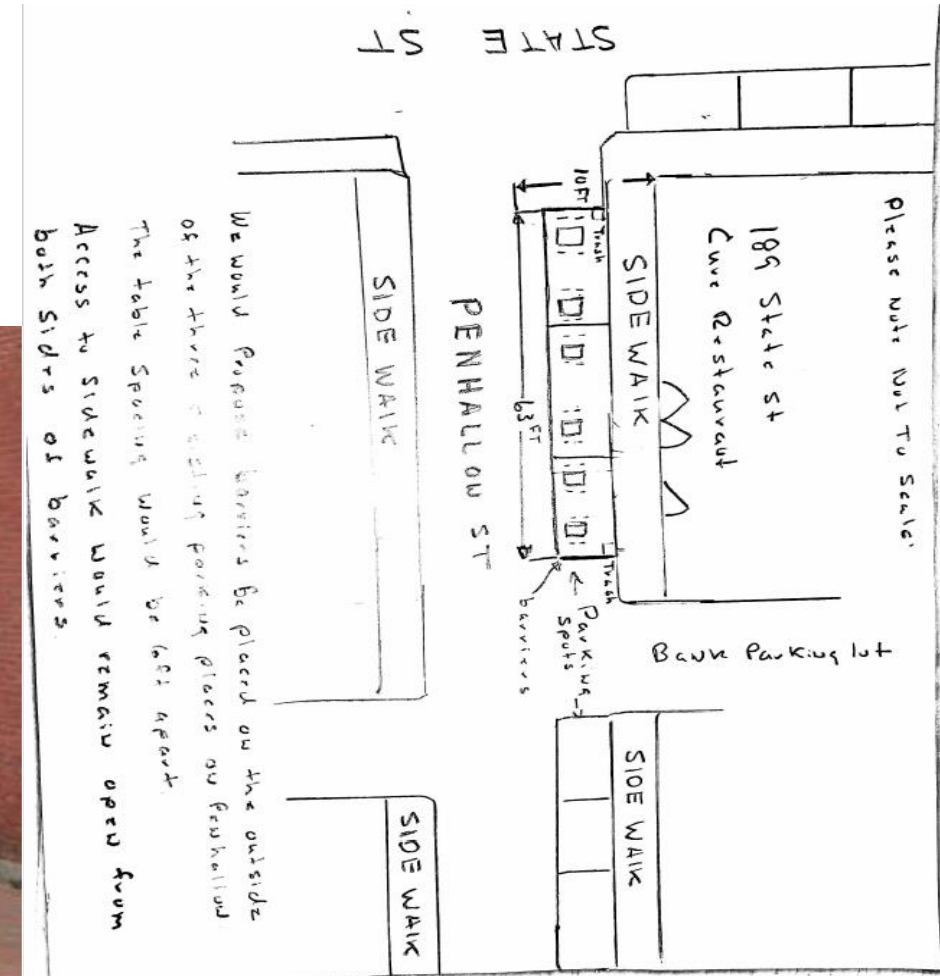 STATE ST
Please Note Not To Scale
189 State St
Cure Restaurant
SIDE WALK
10FT
Trash
Trash
63FT
Parking
Spots
barriers
PENHALLOW ST
Bank Parking lot
SIDE WALK
SIDE WALK
SIDE WALK
We would Propose barriers be placed on the outside
of the three existing parking places on Penhallow
The table Spacing would be 6ft apart.
Access to Sidewalk would remain open from
both sides of barriers.